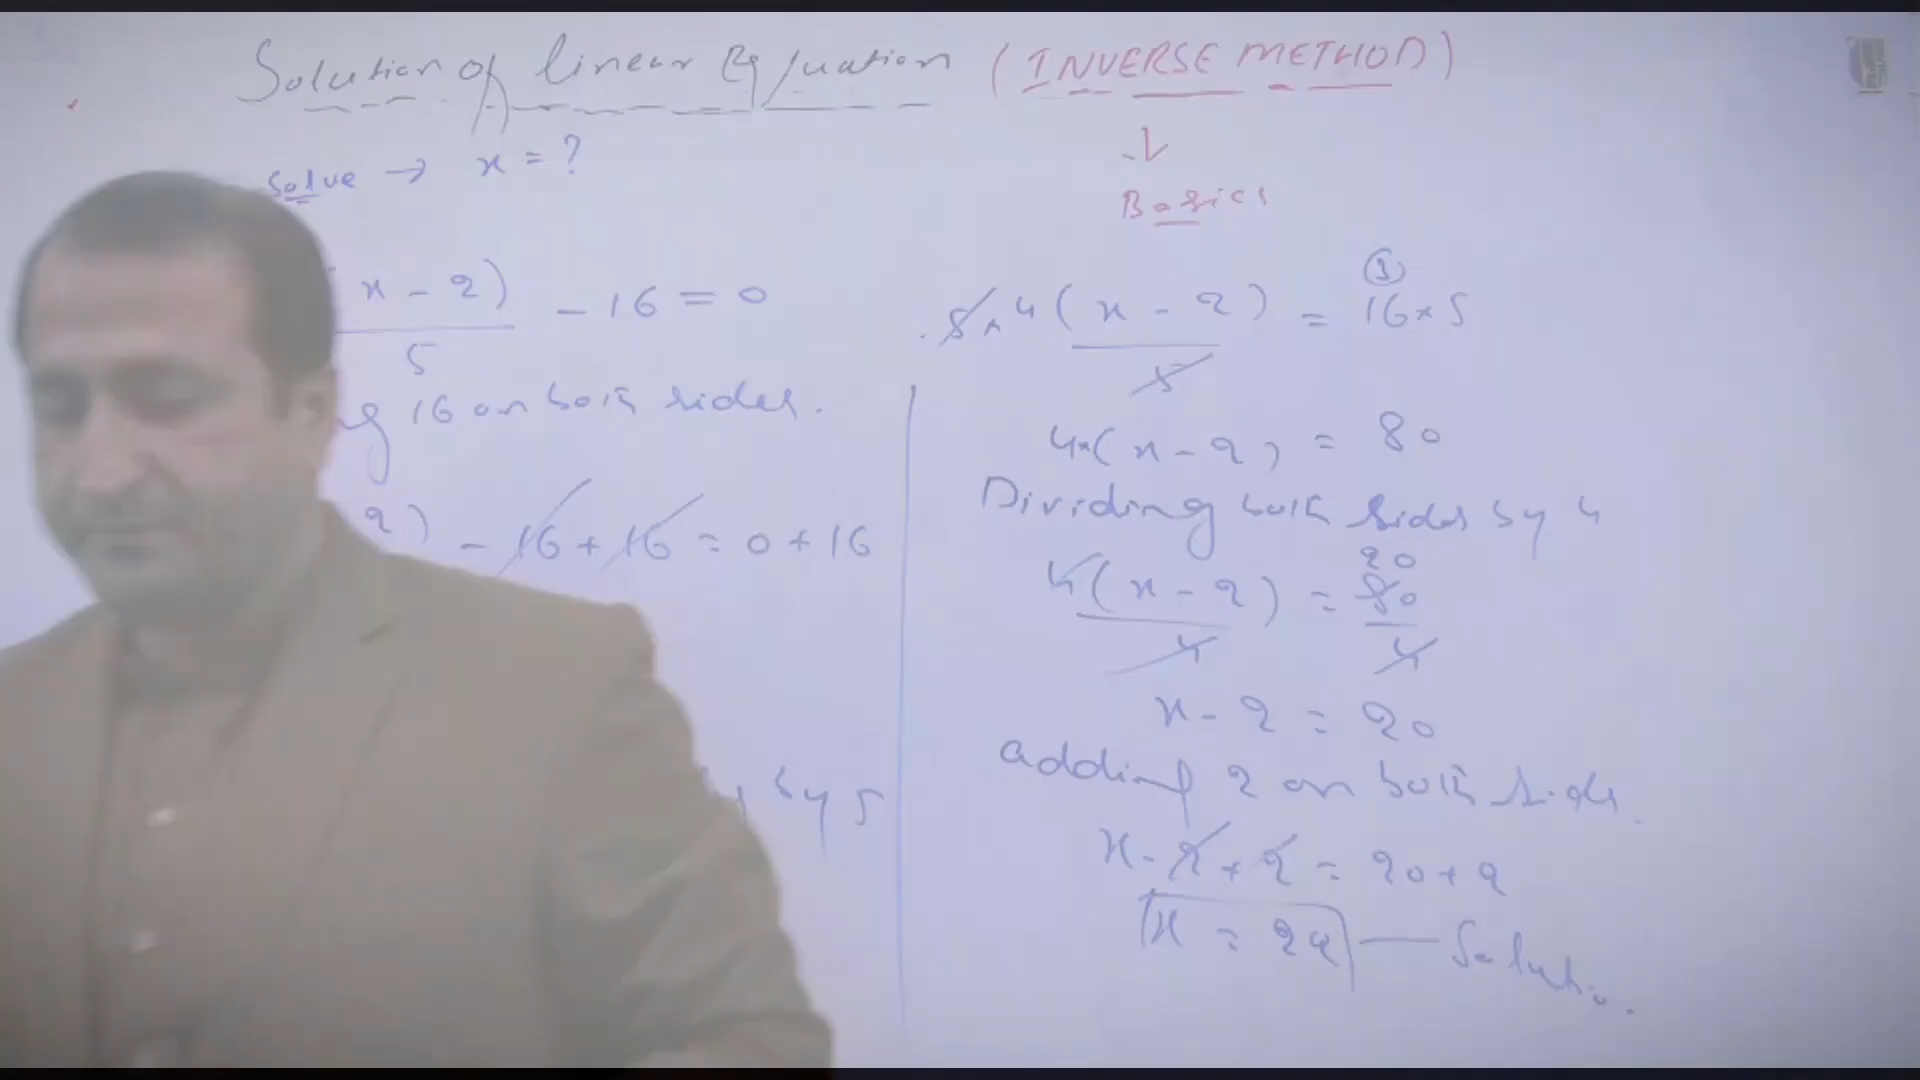 Solution of linear Equation (INVERSE METHOD)
Solve → x = ?
Basics
x - 2) - 16 = 0
5
g 16 on both sides.
2) - 16 + 16 = 0 + 16
by 5
①
5 × 4 ( x - 2 ) = 16 × 5
5
4×( x - 2 ) = 80
Dividing both sides by 4
20
4 ( x - 2 ) = 80
4 4
x - 2 = 20
adding 2 on both sides.
x - 2 + 2 = 20 + 2
x = 22 — Soluti..